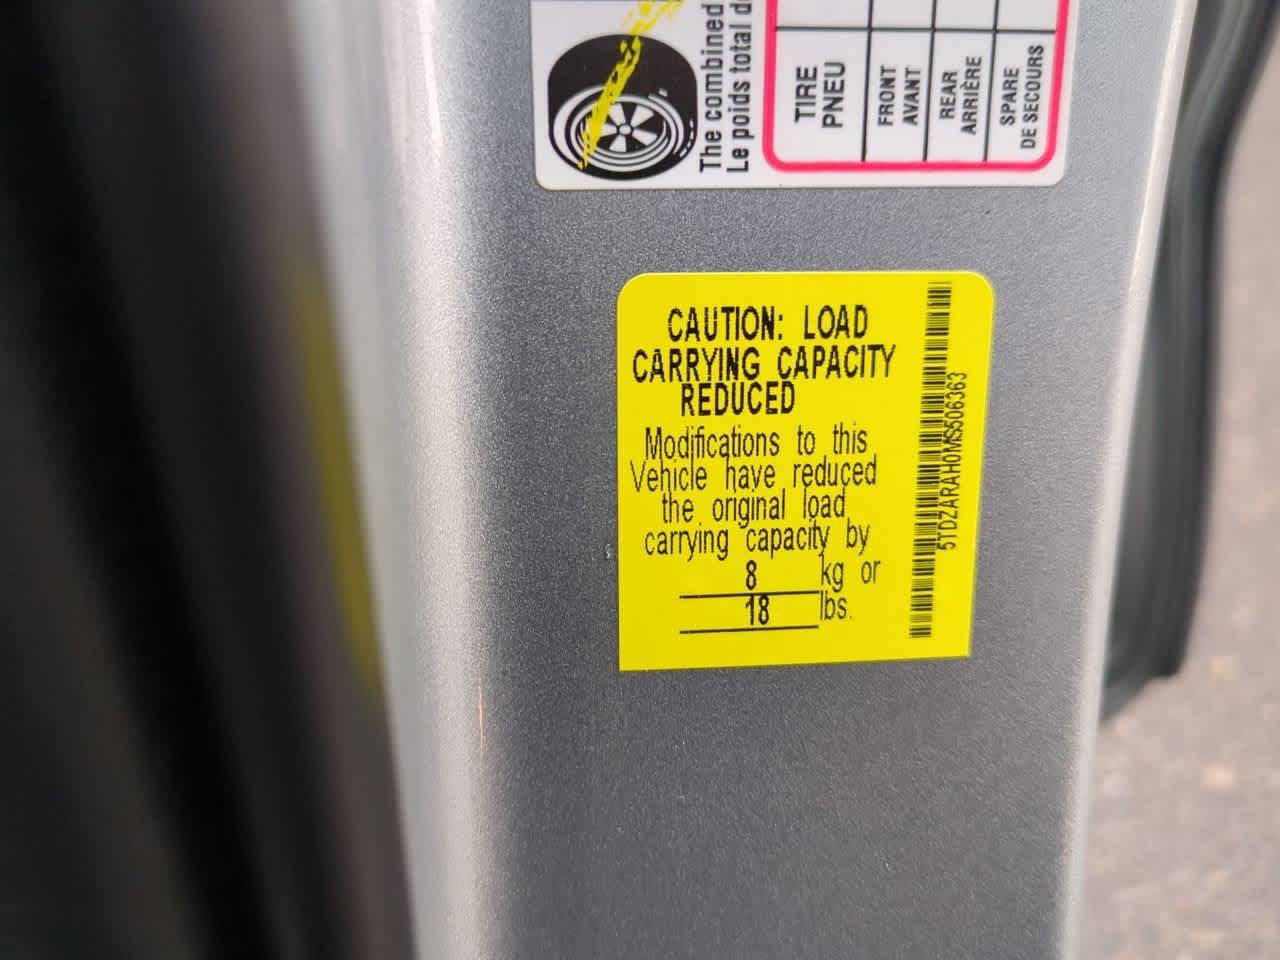 The combined
Le poids total d
TIRE
PNEU
FRONT
AVANT
REAR
ARRIÈRE
SPARE
DE SECOURS
CAUTION: LOAD
CARRYING CAPACITY
REDUCED
Modifications to this
Vehicle have reduced
the original load
carrying capacity by
8 kg or
18 lbs.
5TDZARAH0MS506363